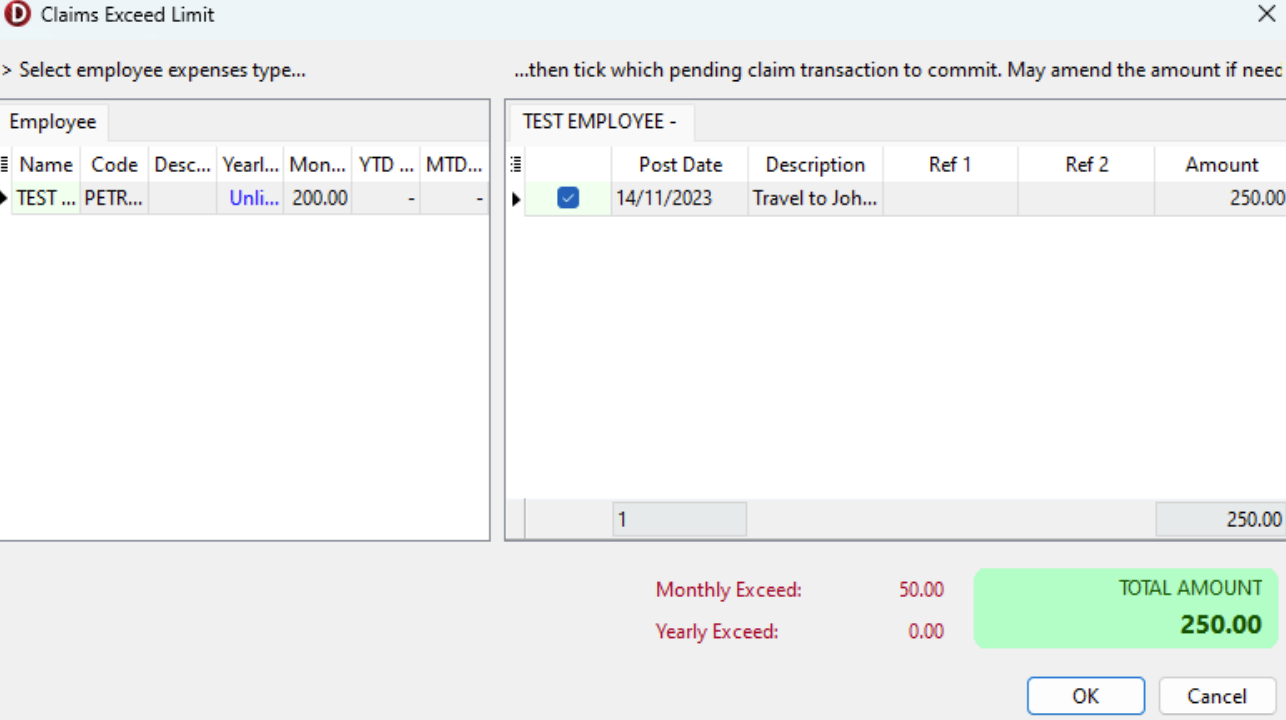 D Claims Exceed Limit
> Select employee expenses type... ...then tick which pending claim transaction to commit. May amend the amount if need
Employee TEST EMPLOYEE -
Name Code Desc... Yearl... Mon... YTD ... MTD... Post Date Description Ref 1 Ref 2 Amount
TEST ... PETR... Unli... 200.00 - - 14/11/2023 Travel to Joh... 250.00
1 250.00
Monthly Exceed: 50.00 TOTAL AMOUNT
Yearly Exceed: 0.00 250.00
OK Cancel